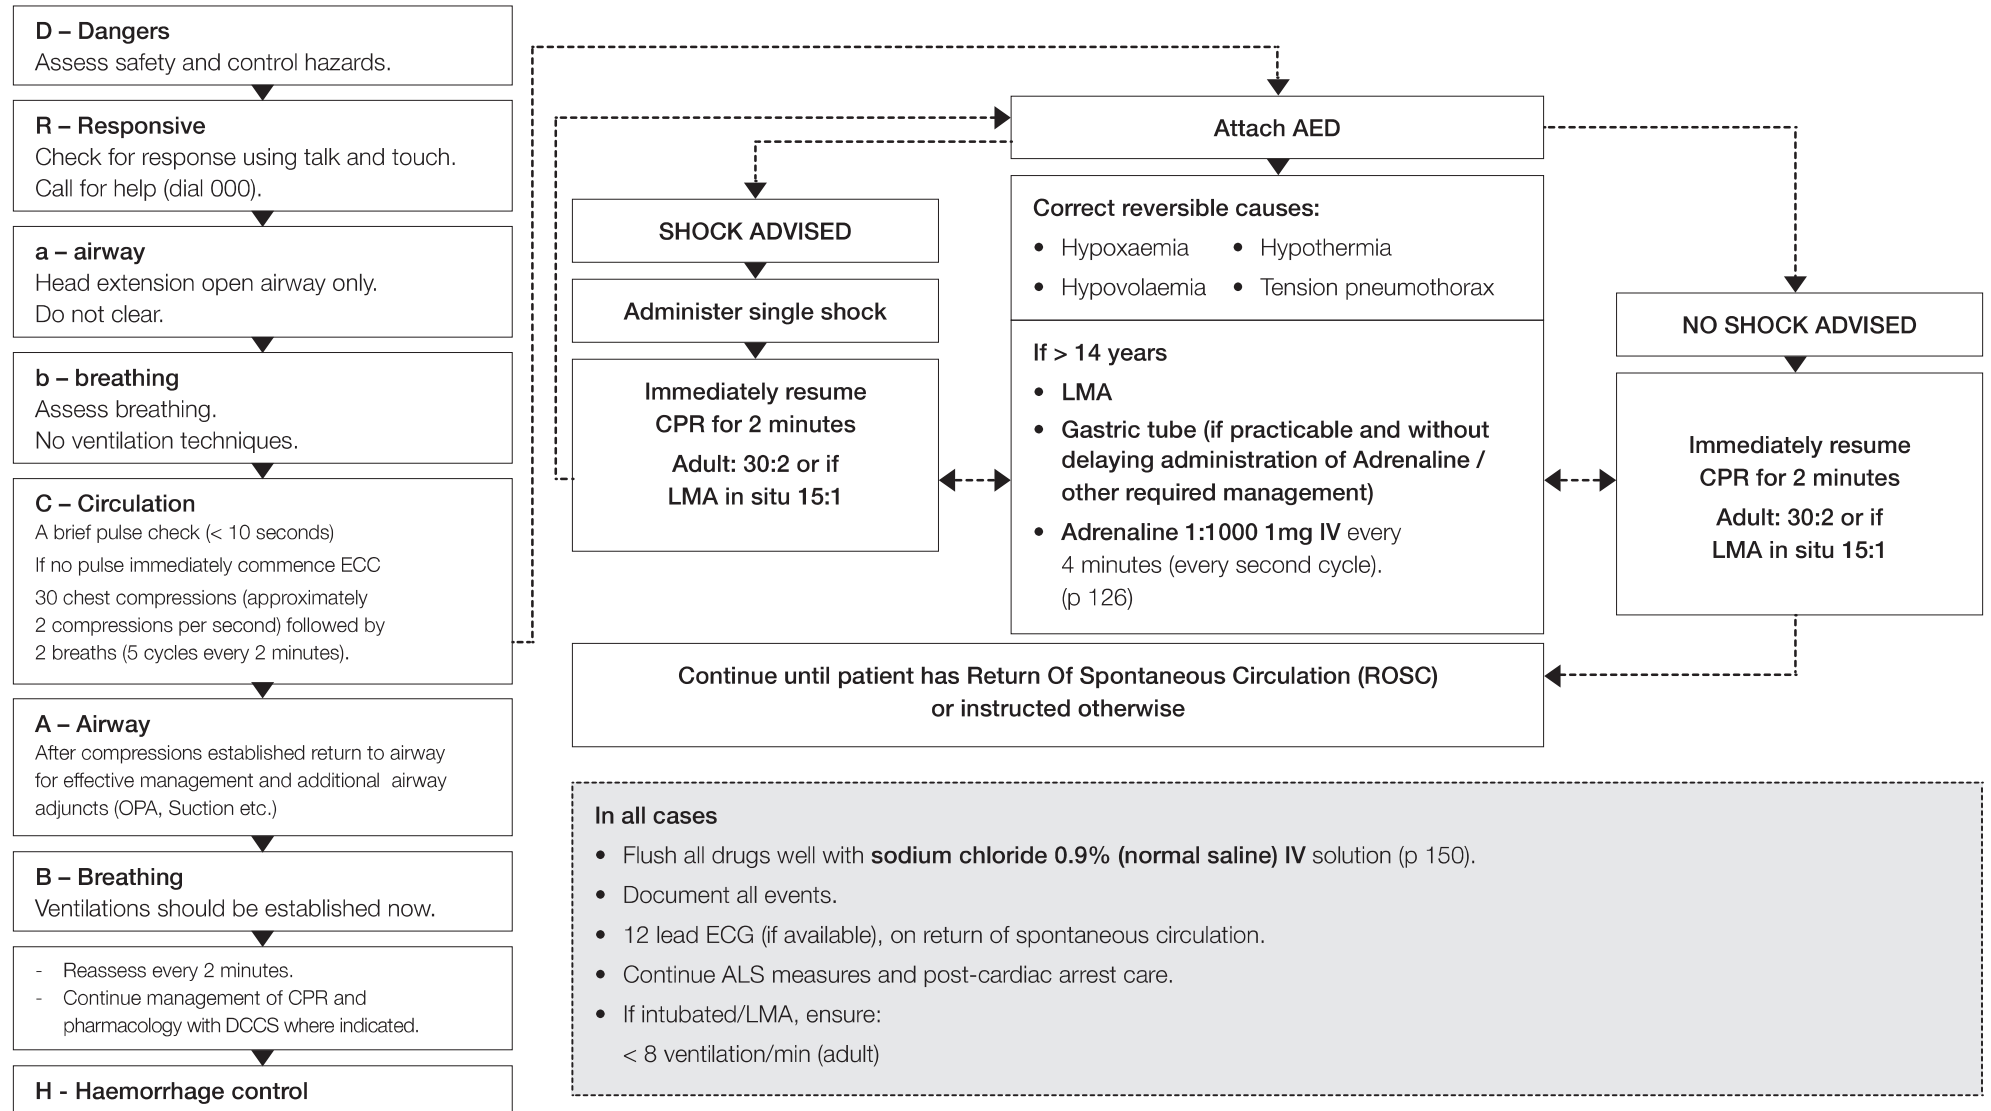 D – Dangers
Assess safety and control hazards.
R – Responsive
Check for response using talk and touch.
Call for help (dial 000).
a – airway
Head extension open airway only.
Do not clear.
b – breathing
Assess breathing.
No ventilation techniques.
C – Circulation
A brief pulse check (< 10 seconds)
If no pulse immediately commence ECC
30 chest compressions (approximately
2 compressions per second) followed by
2 breaths (5 cycles every 2 minutes).
A – Airway
After compressions established return to airway
for effective management and additional airway
adjuncts (OPA, Suction etc.)
B – Breathing
Ventilations should be established now.
- Reassess every 2 minutes.
- Continue management of CPR and
pharmacology with DCCS where indicated.
H - Haemorrhage control
Attach AED
SHOCK ADVISED
Administer single shock
Immediately resume
CPR for 2 minutes
Adult: 30:2 or if
LMA in situ 15:1
Correct reversible causes:
• Hypoxaemia • Hypothermia
• Hypovolaemia • Tension pneumothorax
If > 14 years
• LMA
• Gastric tube (if practicable and without
delaying administration of Adrenaline /
other required management)
• Adrenaline 1:1000 1mg IV every
4 minutes (every second cycle).
(p 126)
NO SHOCK ADVISED
Immediately resume
CPR for 2 minutes
Adult: 30:2 or if
LMA in situ 15:1
Continue until patient has Return Of Spontaneous Circulation (ROSC)
or instructed otherwise
In all cases
• Flush all drugs well with sodium chloride 0.9% (normal saline) IV solution (p 150).
• Document all events.
• 12 lead ECG (if available), on return of spontaneous circulation.
• Continue ALS measures and post-cardiac arrest care.
• If intubated/LMA, ensure:
< 8 ventilation/min (adult)